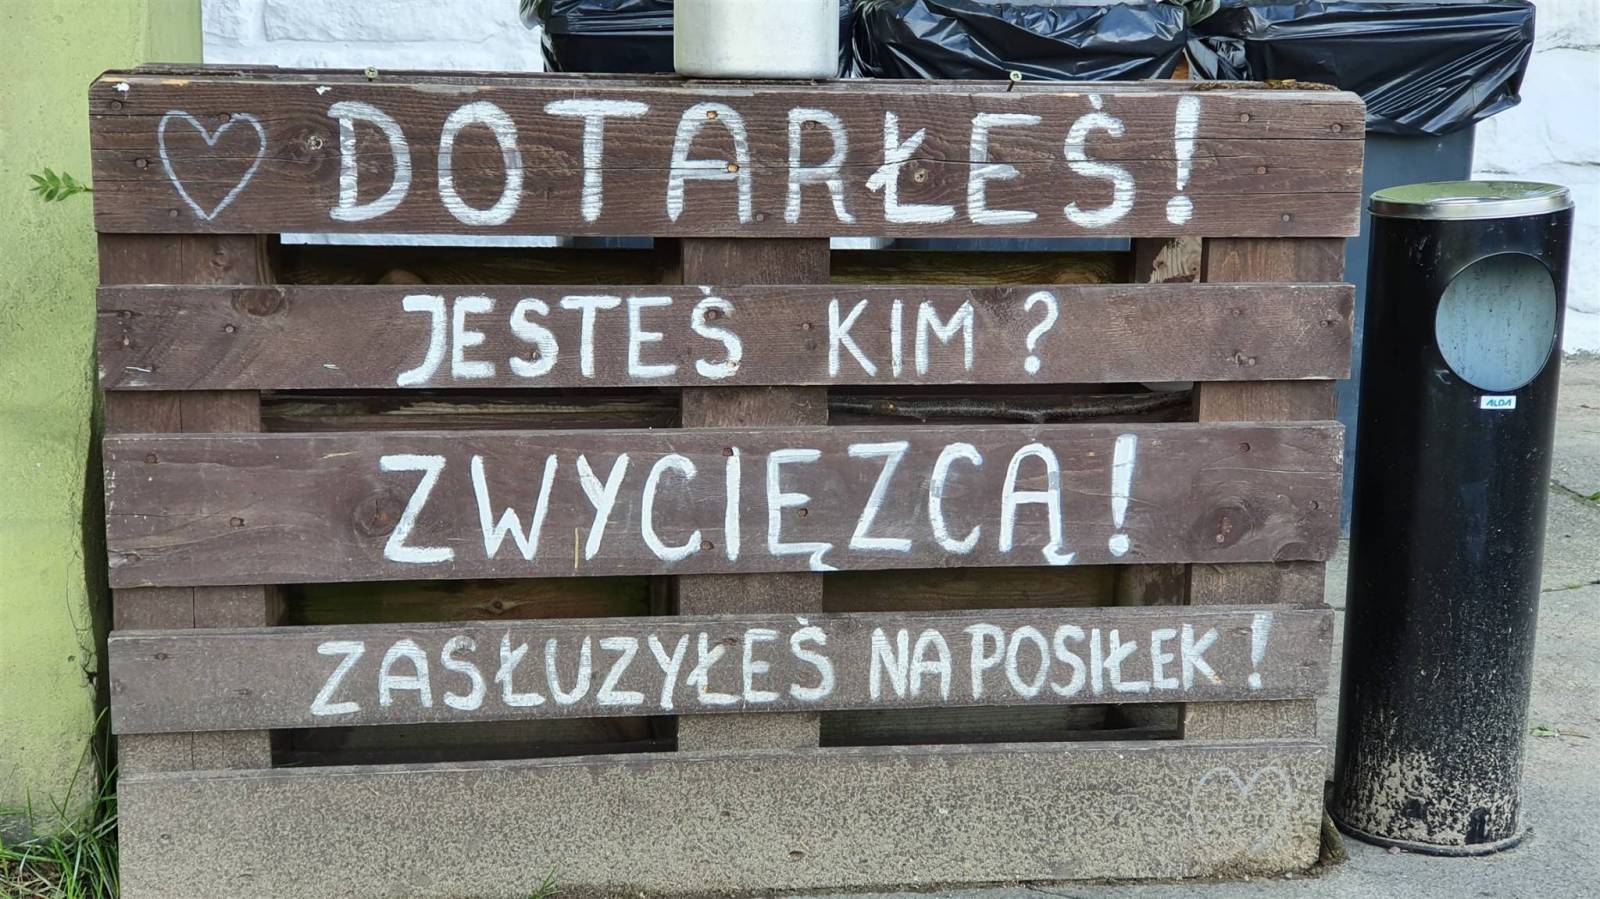 DOTARŁEŚ!
JESTEŚ KIM?
ZWYCIĘZCĄ!
ZASŁUZYŁEŚ NA POSIŁEK!
ALDA